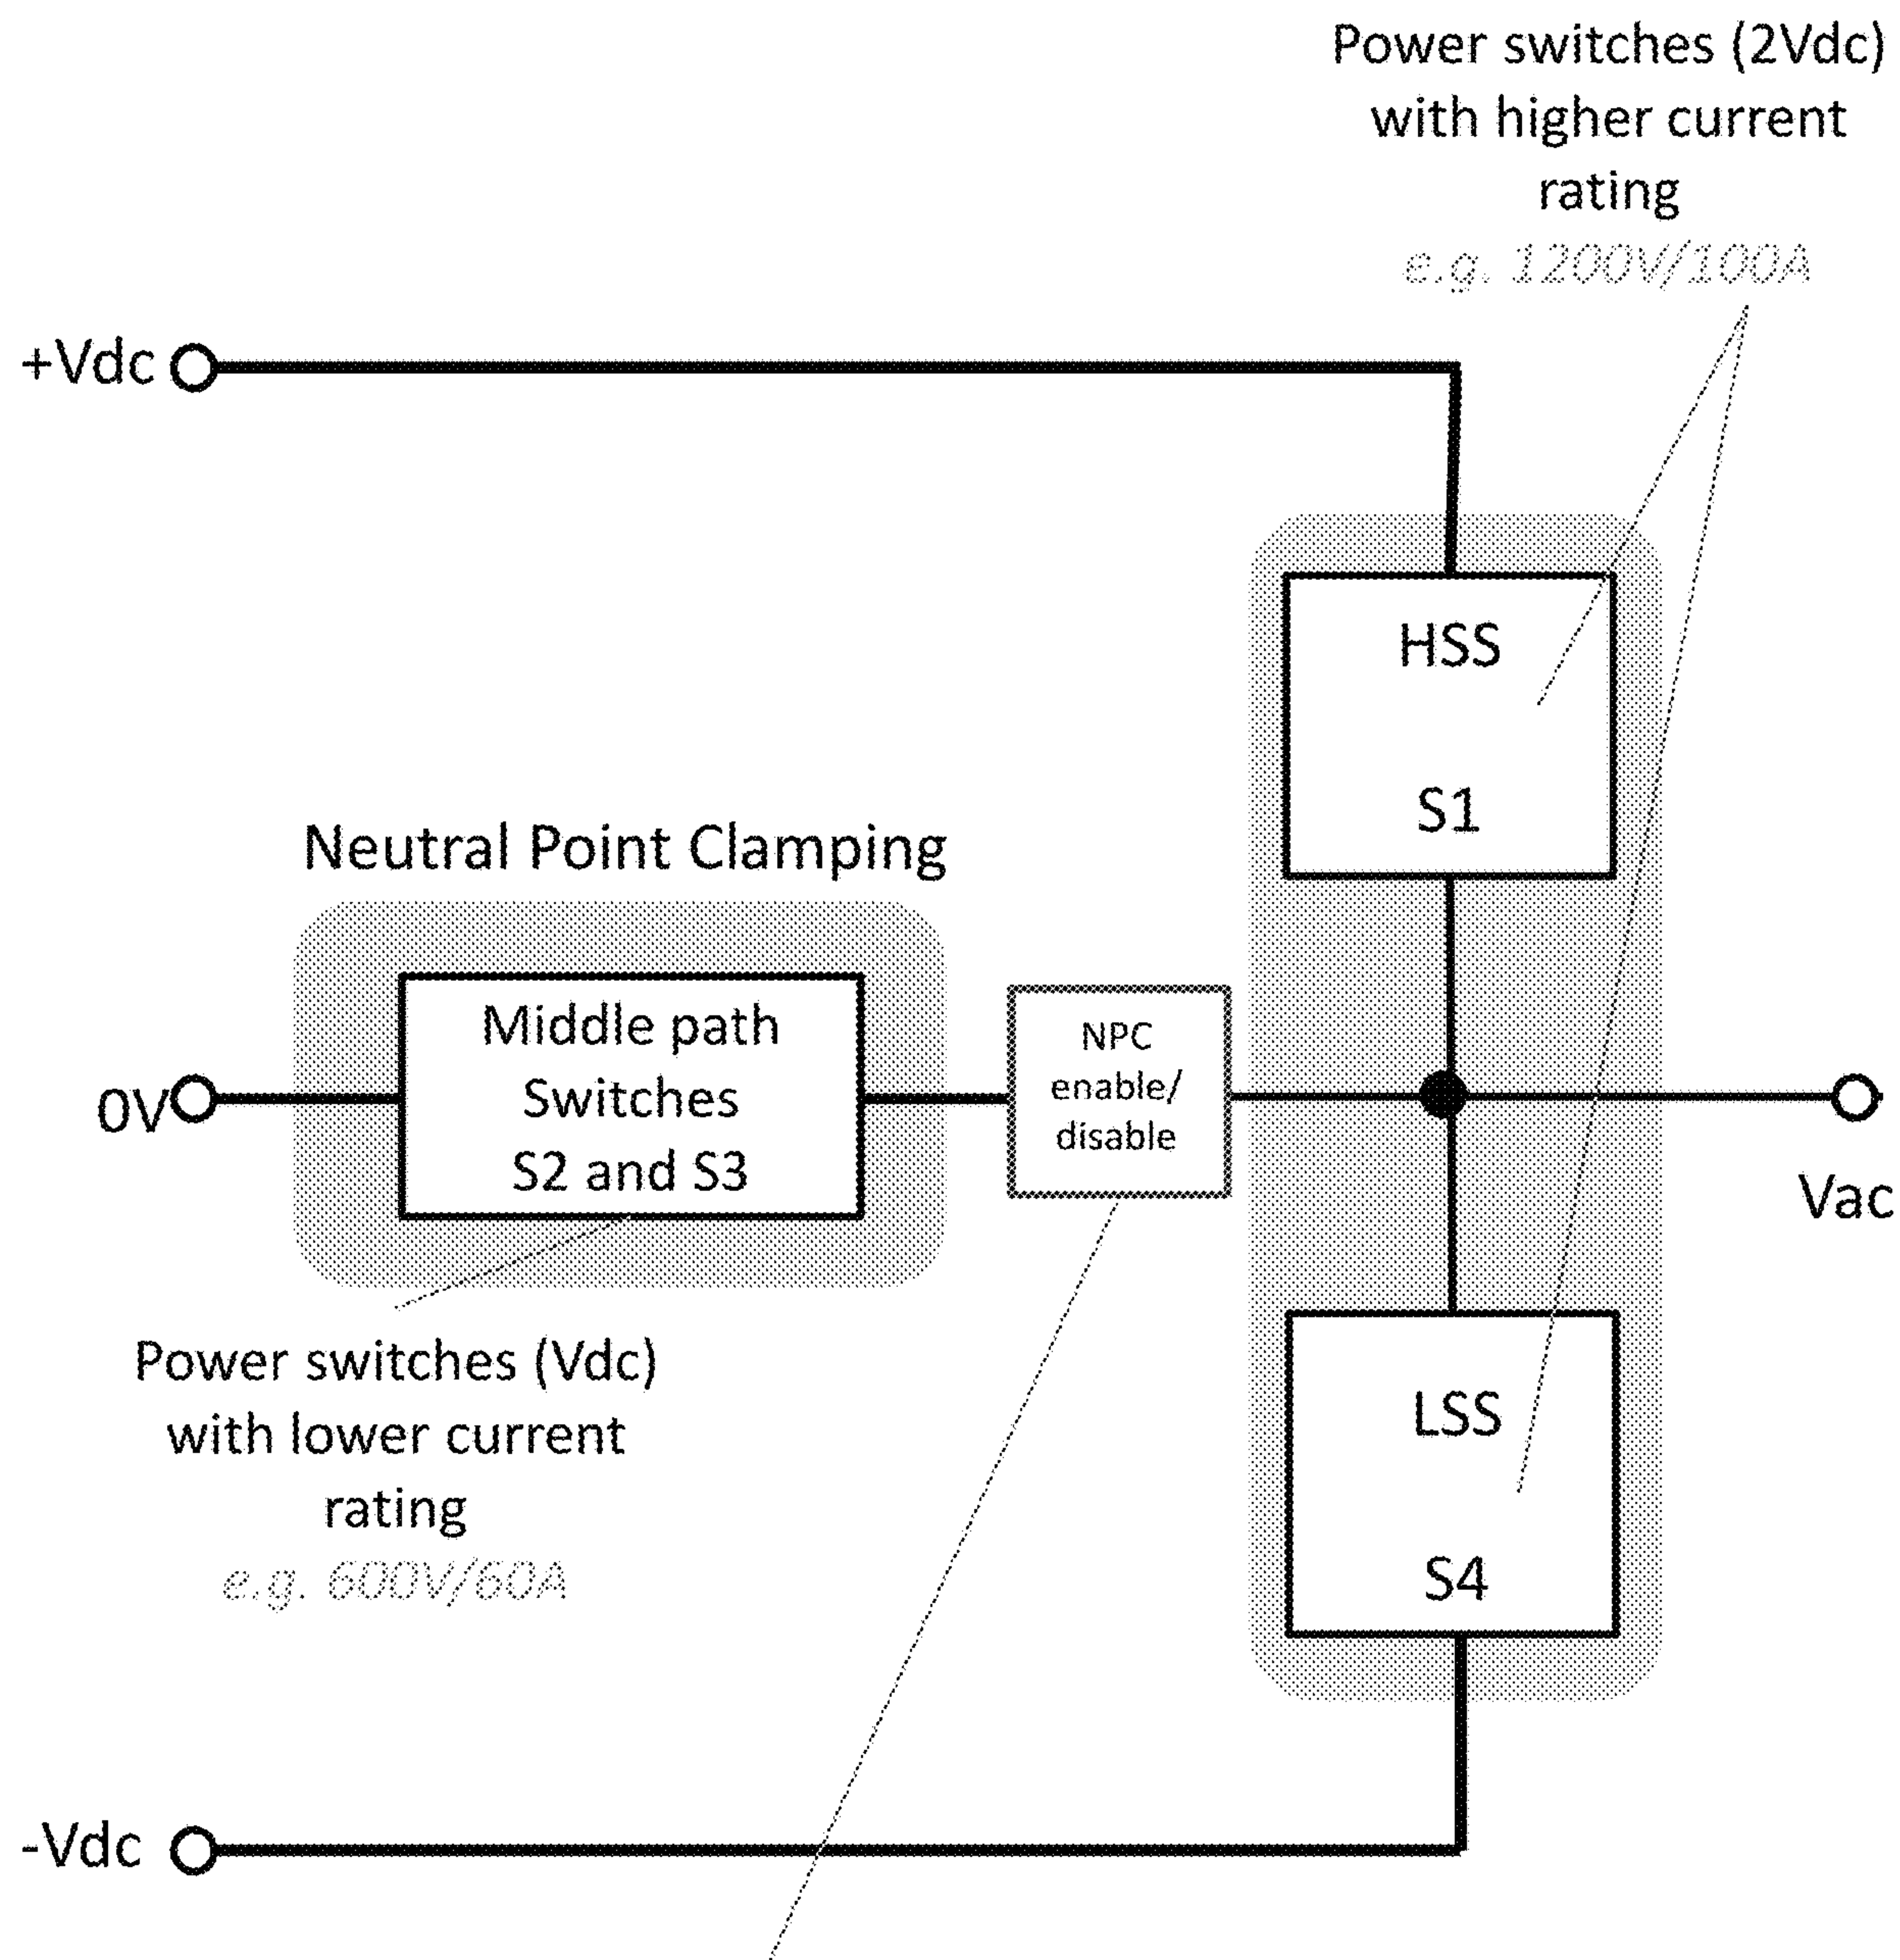 Power switches (2Vdc)
with higher current
rating
e.g. 1200V/100A
+Vdc
HSS
S1
Neutral Point Clamping
Middle path
Switches
S2 and S3
NPC
enable/
disable
0V
Vac
Power switches (Vdc)
with lower current
rating
e.g. 600V/60A
LSS
S4
-Vdc